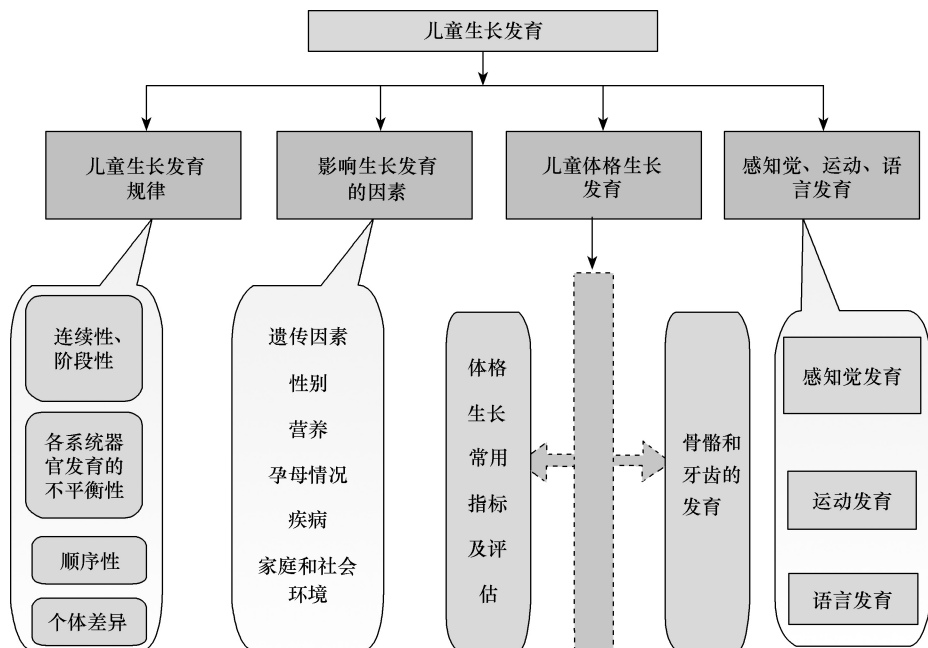 儿童生长发育
儿童生长发育
规律
影响生长发育
的因素
儿童体格生长
发育
感知觉、运动、语
言发育
连续性、
阶段性
各系统器
官发育的
不平衡性
顺序性
个体差异
遗传因素
性别
营养
孕母情况
疾病
家庭和社会
环境
体格
生长
常用
指标
及评
估
骨骼和
牙齿的
发育
感知觉发育
运动发育
语言发育